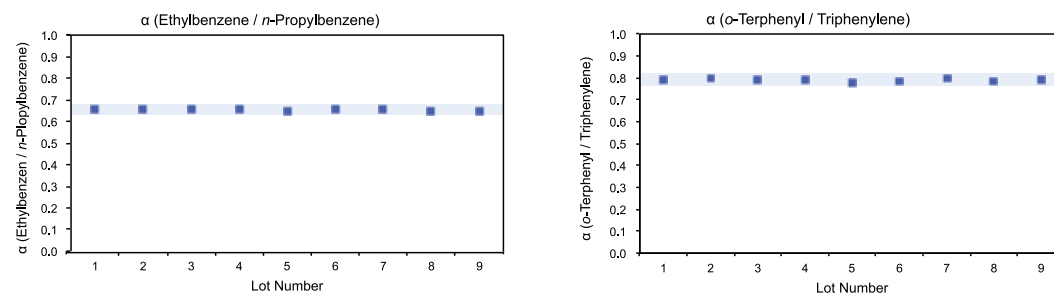 α (Ethylbenzene / n-Propylbenzene)
α (Ethylbenzen / n-Plopylbenzene)
1.0
0.9
0.8
0.7
0.6
0.5
0.4
0.3
0.2
0.1
0.0
1 2 3 4 5 6 7 8 9
Lot Number
α (o-Terphenyl / Triphenylene)
α (o-Terphenyl / Triphenylene)
1.0
0.9
0.8
0.7
0.6
0.5
0.4
0.3
0.2
0.1
0.0
1 2 3 4 5 6 7 8 9
Lot Number